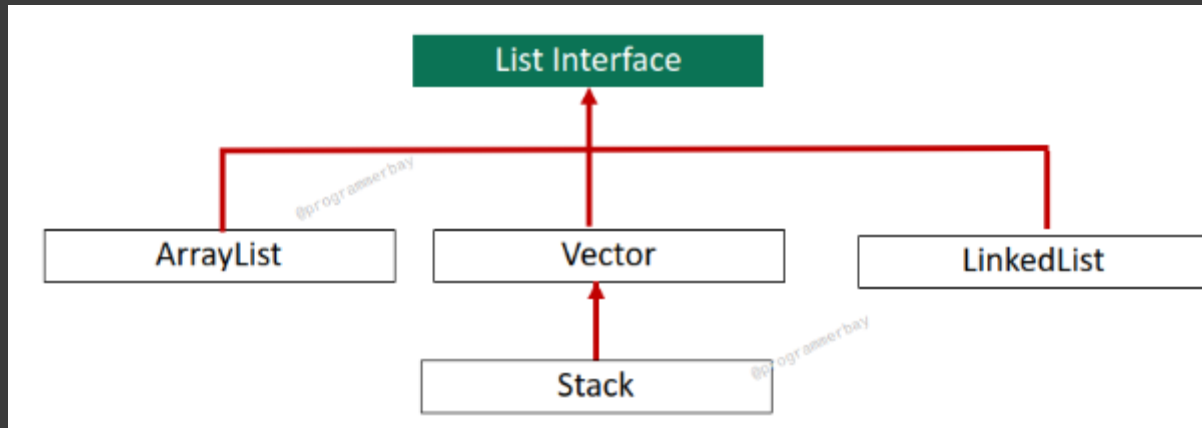 List Interface
@programmerbay
ArrayList
Vector
LinkedList
@programmerbay
Stack